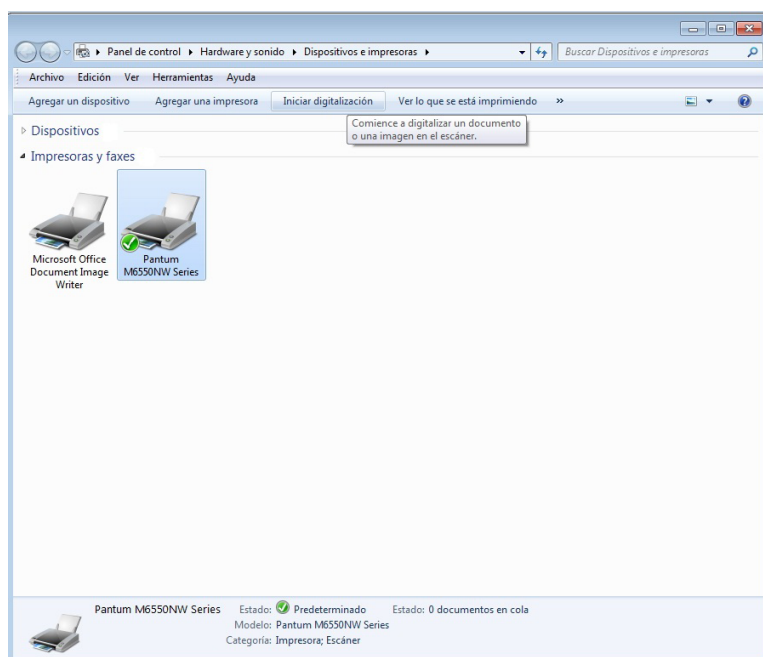 Panel de control Hardware y sonido Dispositivos e impresoras
Buscar Dispositivos e impresoras
Archivo Edición Ver Herramientas Ayuda
Agregar un dispositivo Agregar una impresora Iniciar digitalización Ver lo que se está imprimiendo »
Comience a digitalizar un documento
o una imagen en el escáner.
Dispositivos
Impresoras y faxes
Microsoft Office
Document Image
Writer
Pantum
M6550NW Series
Pantum M6550NW Series Estado: Predeterminado Estado: 0 documentos en cola
Modelo: Pantum M6550NW Series
Categoría: Impresora; Escáner